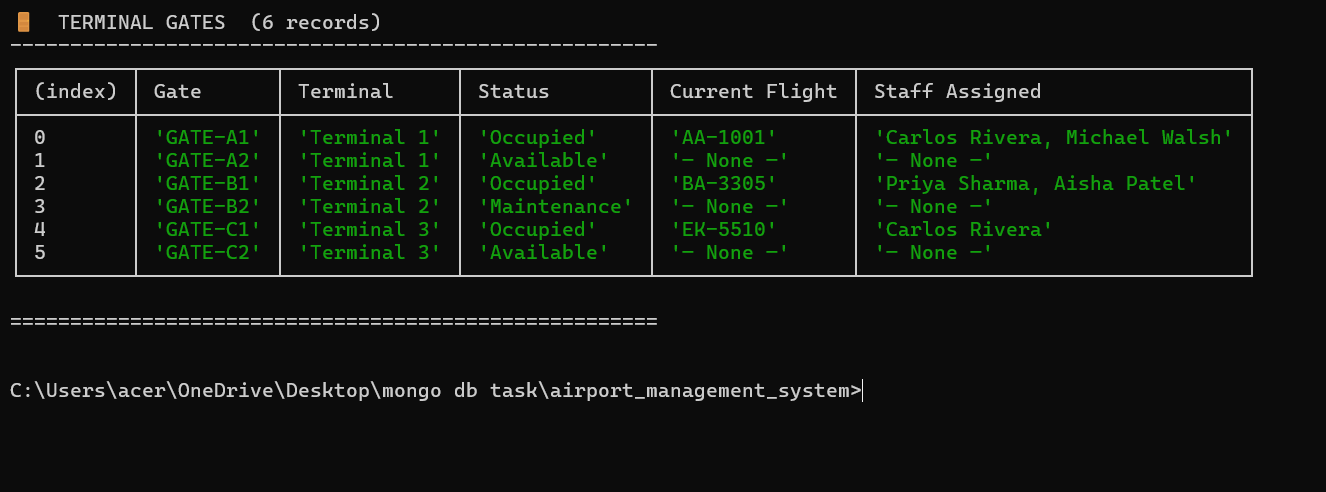 TERMINAL GATES  (6 records)
------------------------------------------------------
(index) Gate Terminal Status Current Flight Staff Assigned
0 'GATE-A1' 'Terminal 1' 'Occupied' 'AA-1001' 'Carlos Rivera, Michael Walsh'
1 'GATE-A2' 'Terminal 1' 'Available' '— None —' '— None —'
2 'GATE-B1' 'Terminal 2' 'Occupied' 'BA-3305' 'Priya Sharma, Aisha Patel'
3 'GATE-B2' 'Terminal 2' 'Maintenance' '— None —' '— None —'
4 'GATE-C1' 'Terminal 3' 'Occupied' 'EK-5510' 'Carlos Rivera'
5 'GATE-C2' 'Terminal 3' 'Available' '— None —' '— None —'
======================================================
C:\Users\acer\OneDrive\Desktop\mongo db task\airport_management_system>